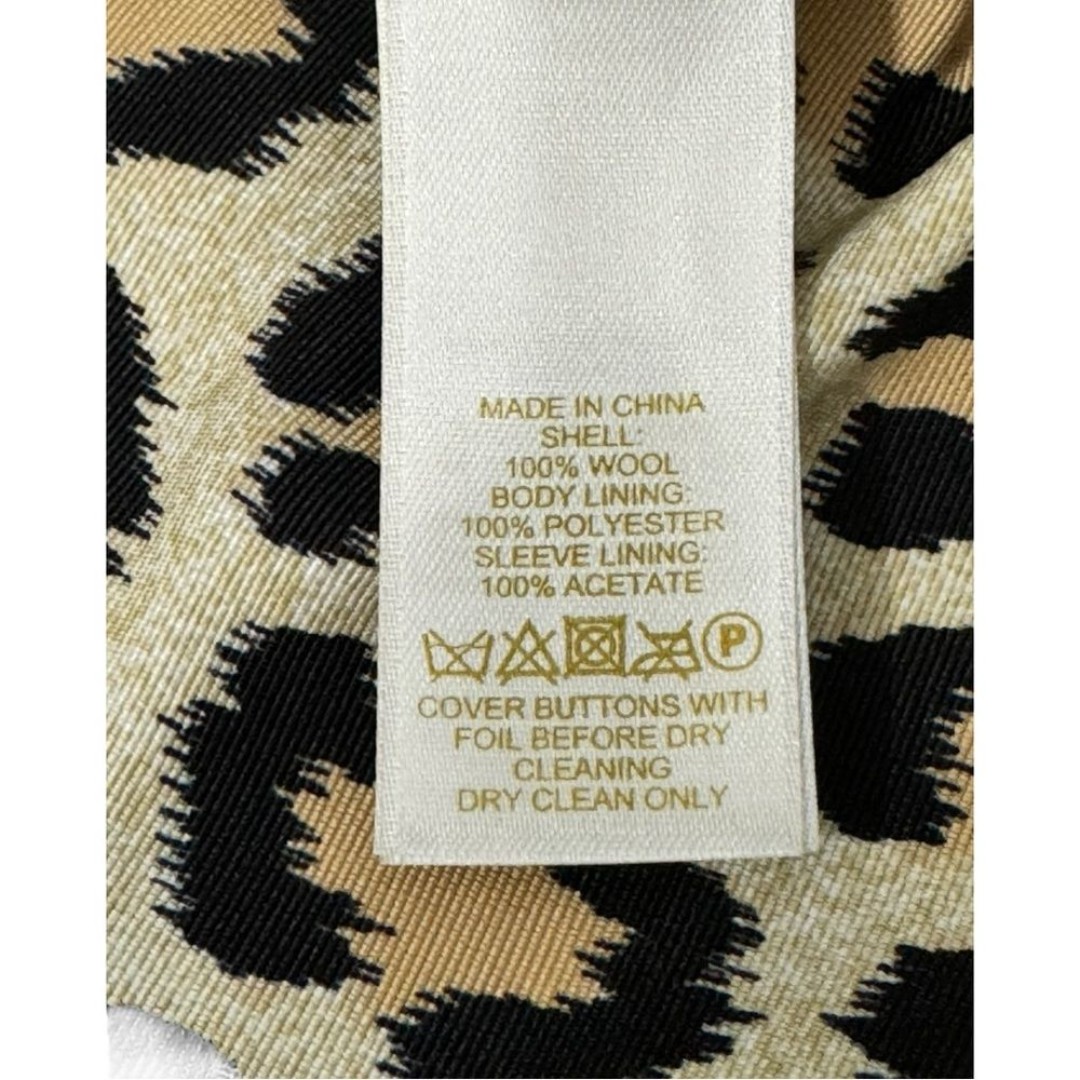 MADE IN CHINA
SHELL:
100% WOOL
BODY LINING:
100% POLYESTER
SLEEVE LINING:
100% ACETATE
P
COVER BUTTONS WITH
FOIL BEFORE DRY
CLEANING
DRY CLEAN ONLY